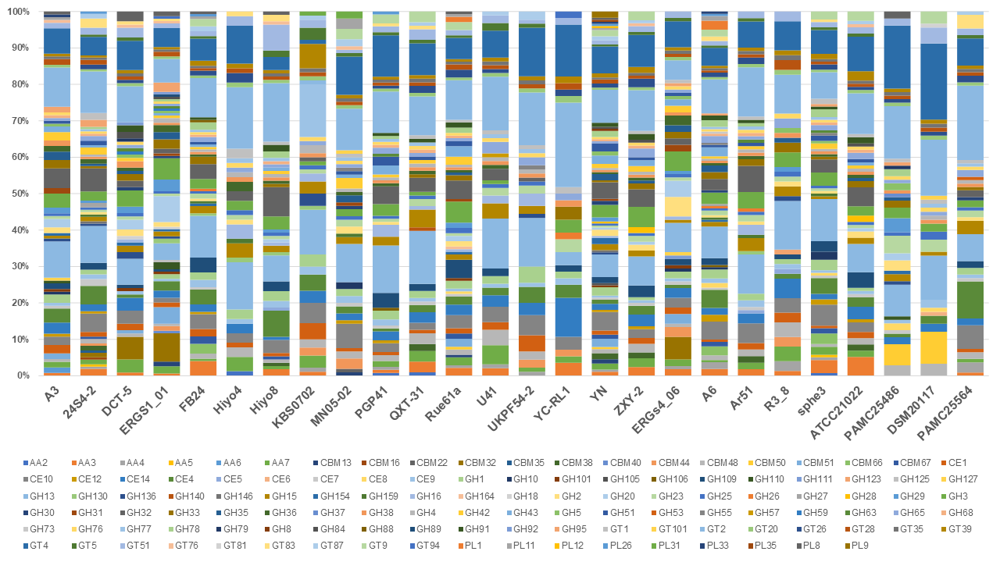 100%
90%
80%
70%
60%
50%
40%
30%
20%
10%
0%
A3 24S4-2 DCT-5 ERGS1_01 FB24 Hiyo4 Hiyo8 KBS0702 MN05-02 PGP41 QXT-31 Rue61a U41 UKPF54-2 YC-RL1 YN ZXY-2 ERGs4_06 A6 Ar51 R3_8 sphe3 ATCC21022 PAMC25486 DSM20117 PAMC25564
AA2 AA3 AA4 AA5 AA6 AA7 CBM13 CBM16 CBM22 CBM32 CBM35 CBM38 CBM40 CBM44 CBM48 CBM50 CBM51 CBM66 CBM67 CE1
CE10 CE12 CE14 CE4 CE5 CE6 CE7 CE8 CE9 GH1 GH10 GH101 GH105 GH106 GH109 GH110 GH111 GH123 GH125 GH127
GH13 GH130 GH136 GH140 GH146 GH15 GH154 GH159 GH16 GH164 GH18 GH2 GH20 GH23 GH25 GH26 GH27 GH28 GH29 GH3
GH30 GH31 GH32 GH33 GH35 GH36 GH37 GH38 GH4 GH42 GH43 GH5 GH51 GH53 GH55 GH57 GH59 GH63 GH65 GH68
GH73 GH76 GH77 GH78 GH79 GH8 GH84 GH88 GH89 GH91 GH92 GH95 GT1 GT101 GT2 GT20 GT26 GT28 GT35 GT39
GT4 GT5 GT51 GT76 GT81 GT83 GT87 GT9 GT94 PL1 PL11 PL12 PL26 PL31 PL33 PL35 PL8 PL9